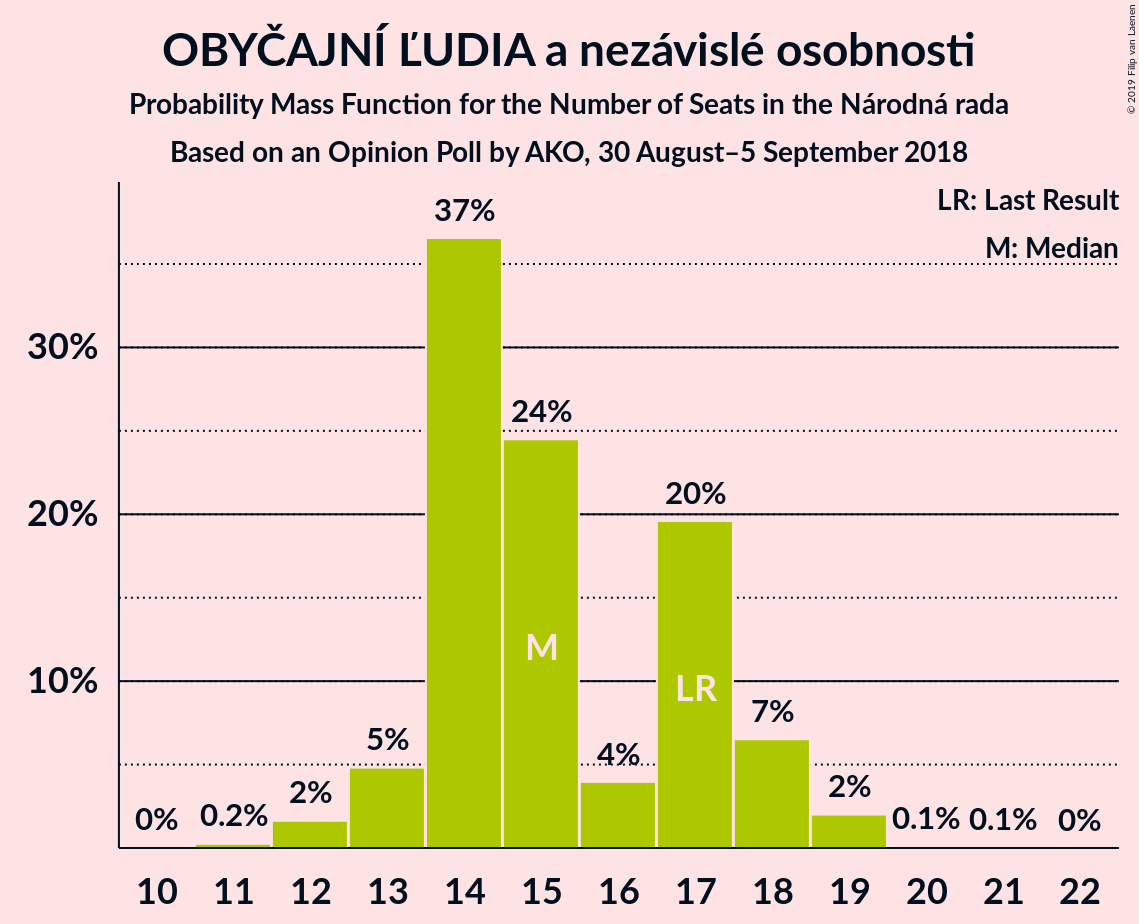 OBYČAJNÍ ĽUDIA a nezávislé osobnosti
Probability Mass Function for the Number of Seats in the Národná rada
Based on an Opinion Poll by AKO, 30 August–5 September 2018
© 2019 Filip van Laenen
LR: Last Result
M: Median
37%
30%
24%
20%
20%
M
10%
LR
7%
5%
4%
2%
2%
0%
0.2%
0.1%
0.1%
0%
10 11 12 13 14 15 16 17 18 19 20 21 22